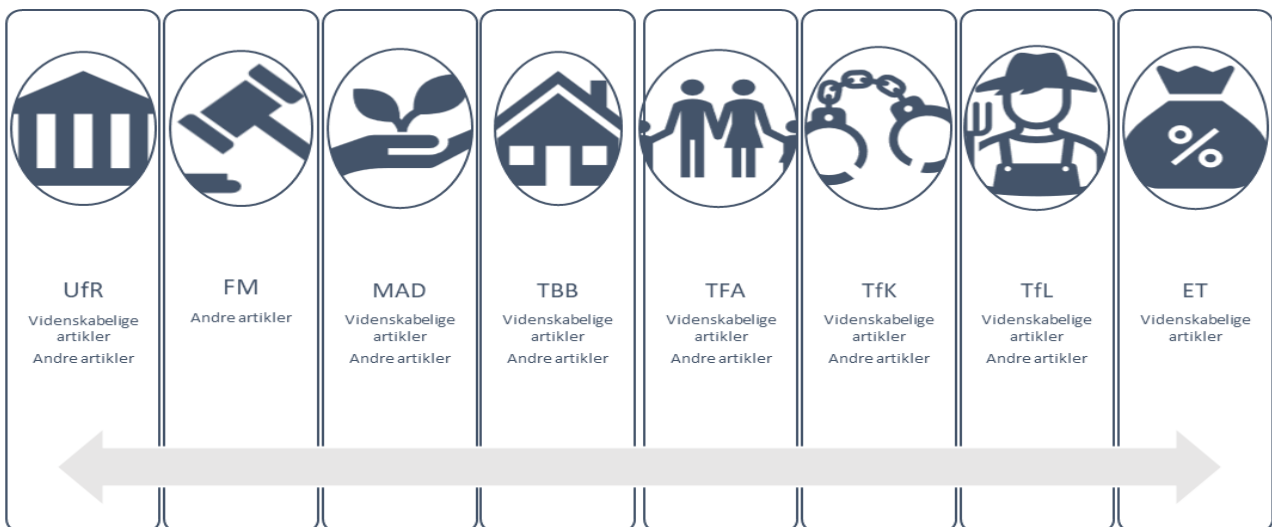 UfR
Videnskabelige
artikler
Andre artikler
FM
Andre artikler
MAD
Videnskabelige
artikler
Andre artikler
TBB
Videnskabelige
artikler
Andre artikler
TFA
Videnskabelige
artikler
Andre artikler
TfK
Videnskabelige
artikler
Andre artikler
TfL
Videnskabelige
artikler
Andre artikler
ET
Videnskabelige
artikler
%